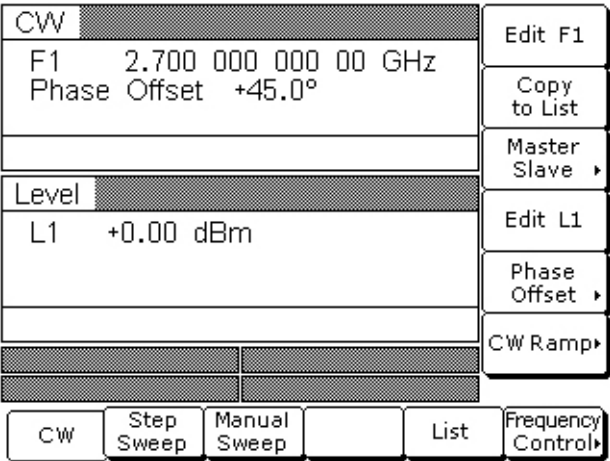 CW
F1 2.700 000 000 00 GHz
Phase Offset +45.0°
Level
L1 +0.00 dBm
Edit F1
Copy
to List
Master
Slave
Edit L1
Phase
Offset
CW Ramp
CW
Step
Sweep
Manual
Sweep
List
Frequency
Control